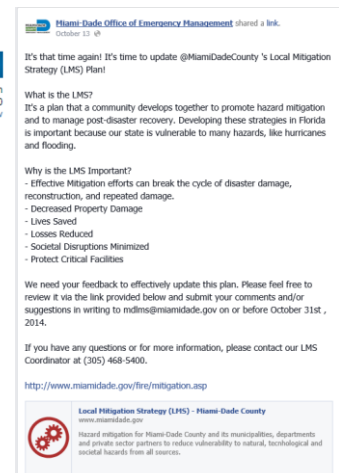 Miami-Dade Office of Emergency Management shared a link.
October 13
It's that time again! It's time to update @MiamiDadeCounty 's Local Mitigation
Strategy (LMS) Plan!
What is the LMS?
It's a plan that a community develops together to promote hazard mitigation
and to manage post-disaster recovery. Developing these strategies in Florida
is important because our state is vulnerable to many hazards, like hurricanes
and flooding.
Why is the LMS Important?
- Effective Mitigation efforts can break the cycle of disaster damage,
reconstruction, and repeated damage.
- Decreased Property Damage
- Lives Saved
- Losses Reduced
- Societal Disruptions Minimized
- Protect Critical Facilities
We need your feedback to effectively update this plan. Please feel free to
review it via the link provided below and submit your comments and/or
suggestions in writing to mdlms@miamidade.gov on or before October 31st ,
2014.
If you have any questions or for more information, please contact our LMS
Coordinator at (305) 468-5400.
http://www.miamidade.gov/fire/mitigation.asp
Local Mitigation Strategy (LMS) - Miami-Dade County
www.miamidade.gov
Hazard mitigation for Miami-Dade County and its municipalities, departments
and private sector partners to reduce vulnerability to natural, technological and
societal hazards from all sources.